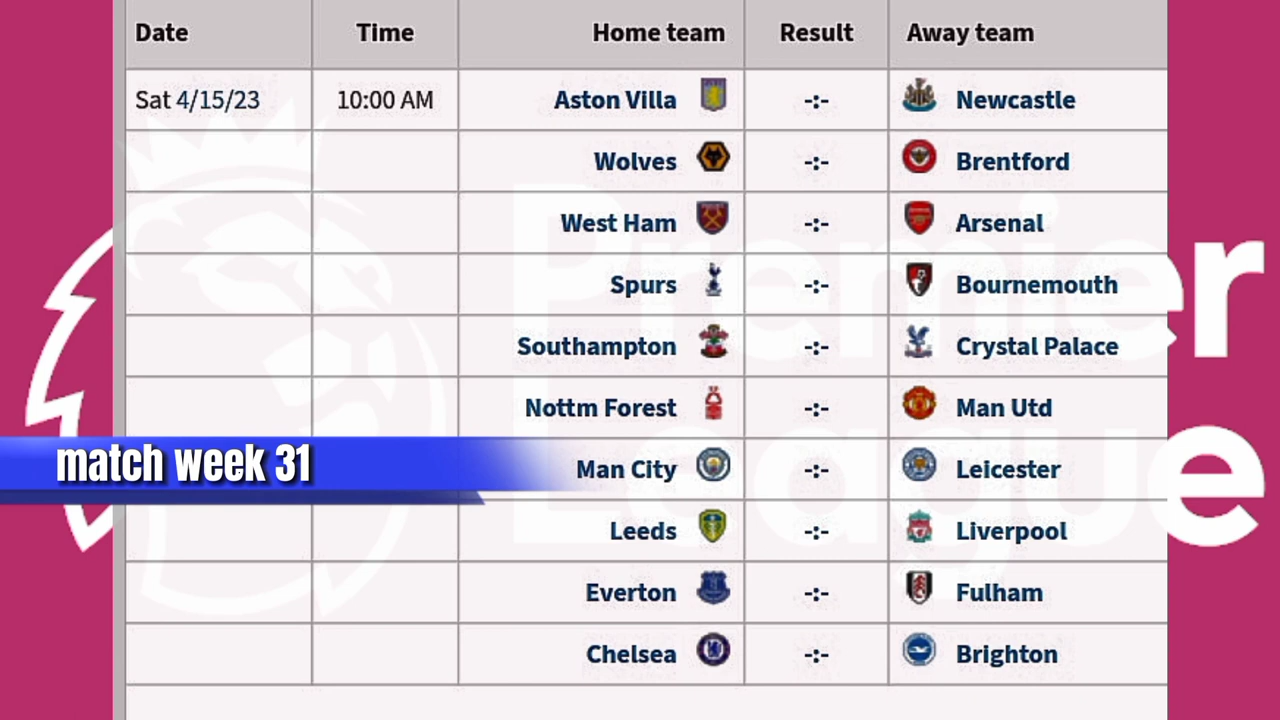 Date Time Home team Result Away team
Sat 4/15/23 10:00 AM Aston Villa -:- Newcastle
Wolves -:- Brentford
West Ham -:- Arsenal
Spurs -:- Bournemouth
Southampton -:- Crystal Palace
Nottm Forest -:- Man Utd
Man City -:- Leicester
Leeds -:- Liverpool
Everton -:- Fulham
Chelsea -:- Brighton
match week 31
Premier
League